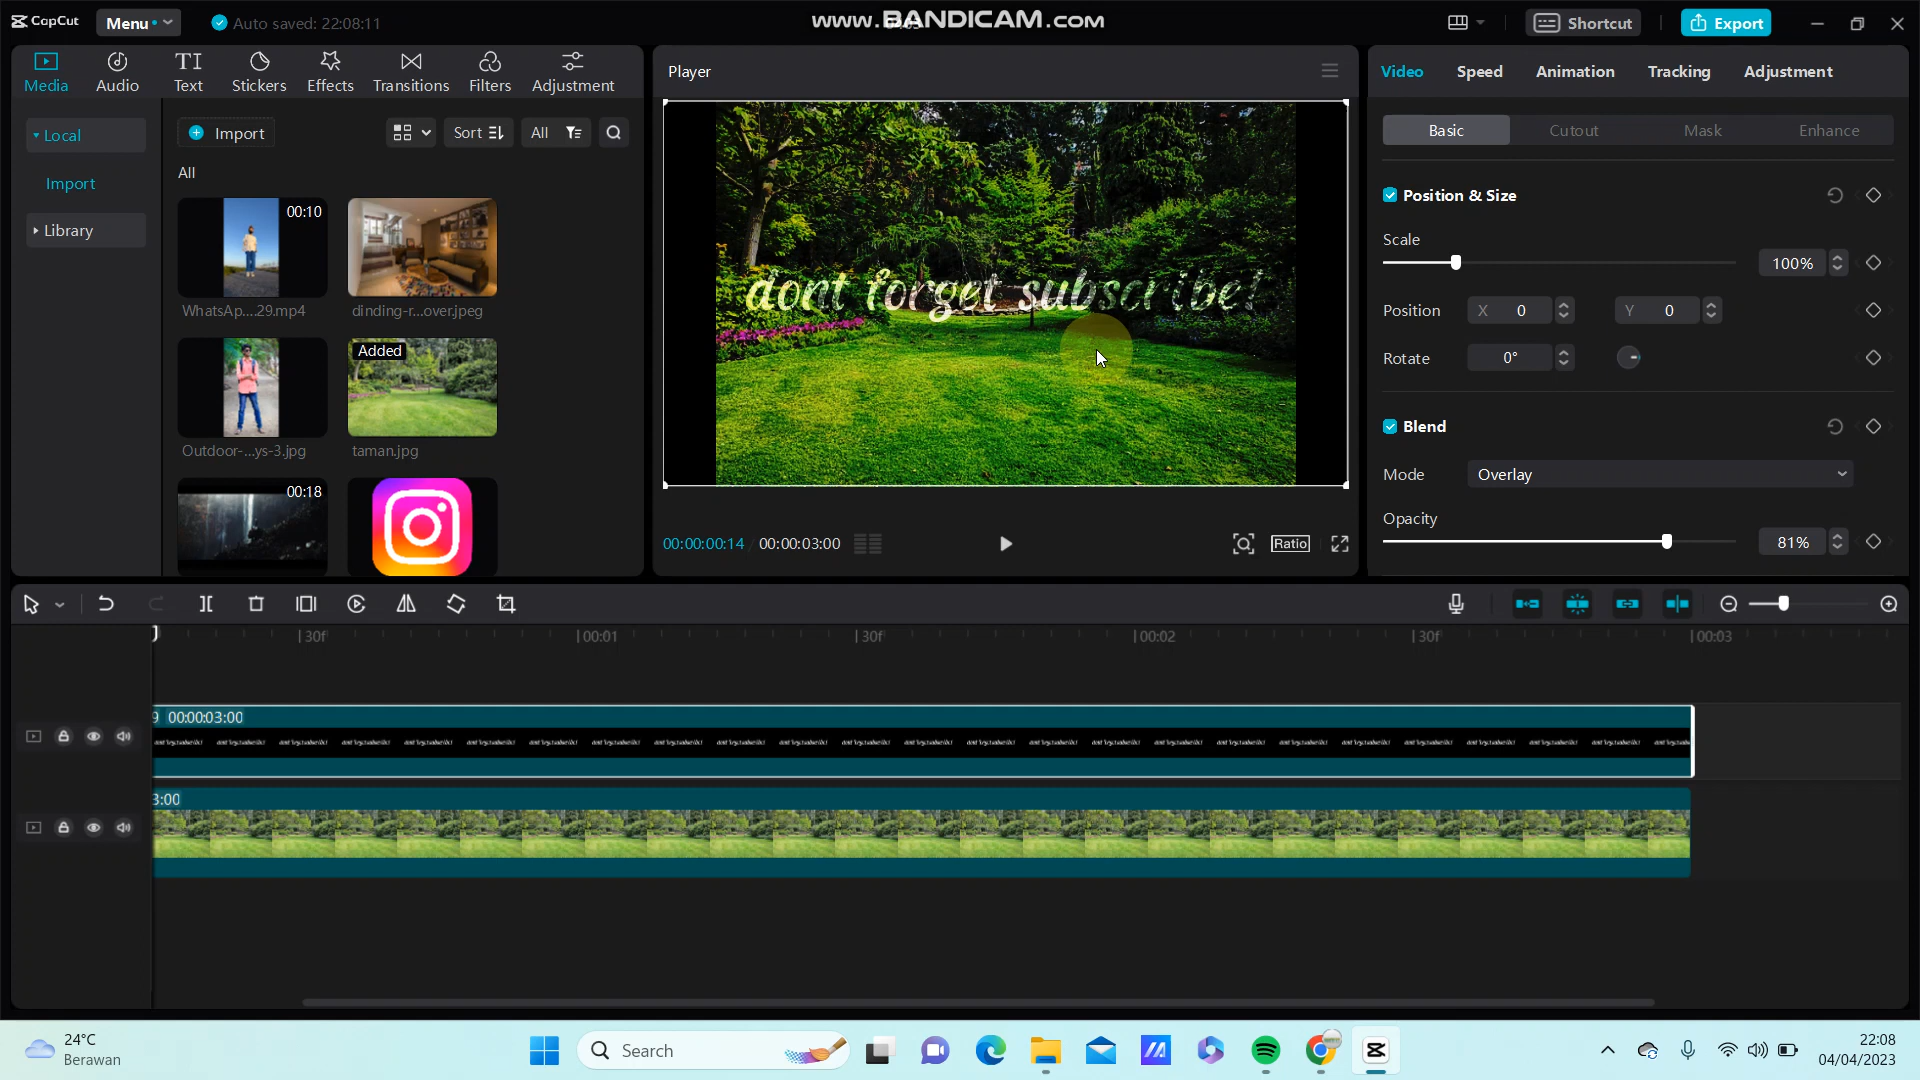 CapCut
Menu
Auto saved: 22:08:11
www.BANDICAM.COM
Shortcut
Export
Media
Audio
Text
Stickers
Effects
Transitions
Filters
Adjustment
Player
Video
Speed
Animation
Tracking
Adjustment
Local
Import
Library
Import
Sort
All
All
Basic
Cutout
Mask
Enhance
00:10
WhatsAp....29.mp4
dinding-r...over.jpeg
Added
Outdoor-...ys-3.jpg
taman.jpg
00:18
dont forget subscribe!
Position & Size
Scale
100%
Position
X 0
Y 0
Rotate
0°
Blend
Mode
Overlay
Opacity
81%
00:00:00:14
00:00:03:00
Ratio
30f
00:01
30f
00:02
30f
00:03
9 00:00:03:00
3:00
24°C
Berawan
Search
22:08
04/04/2023